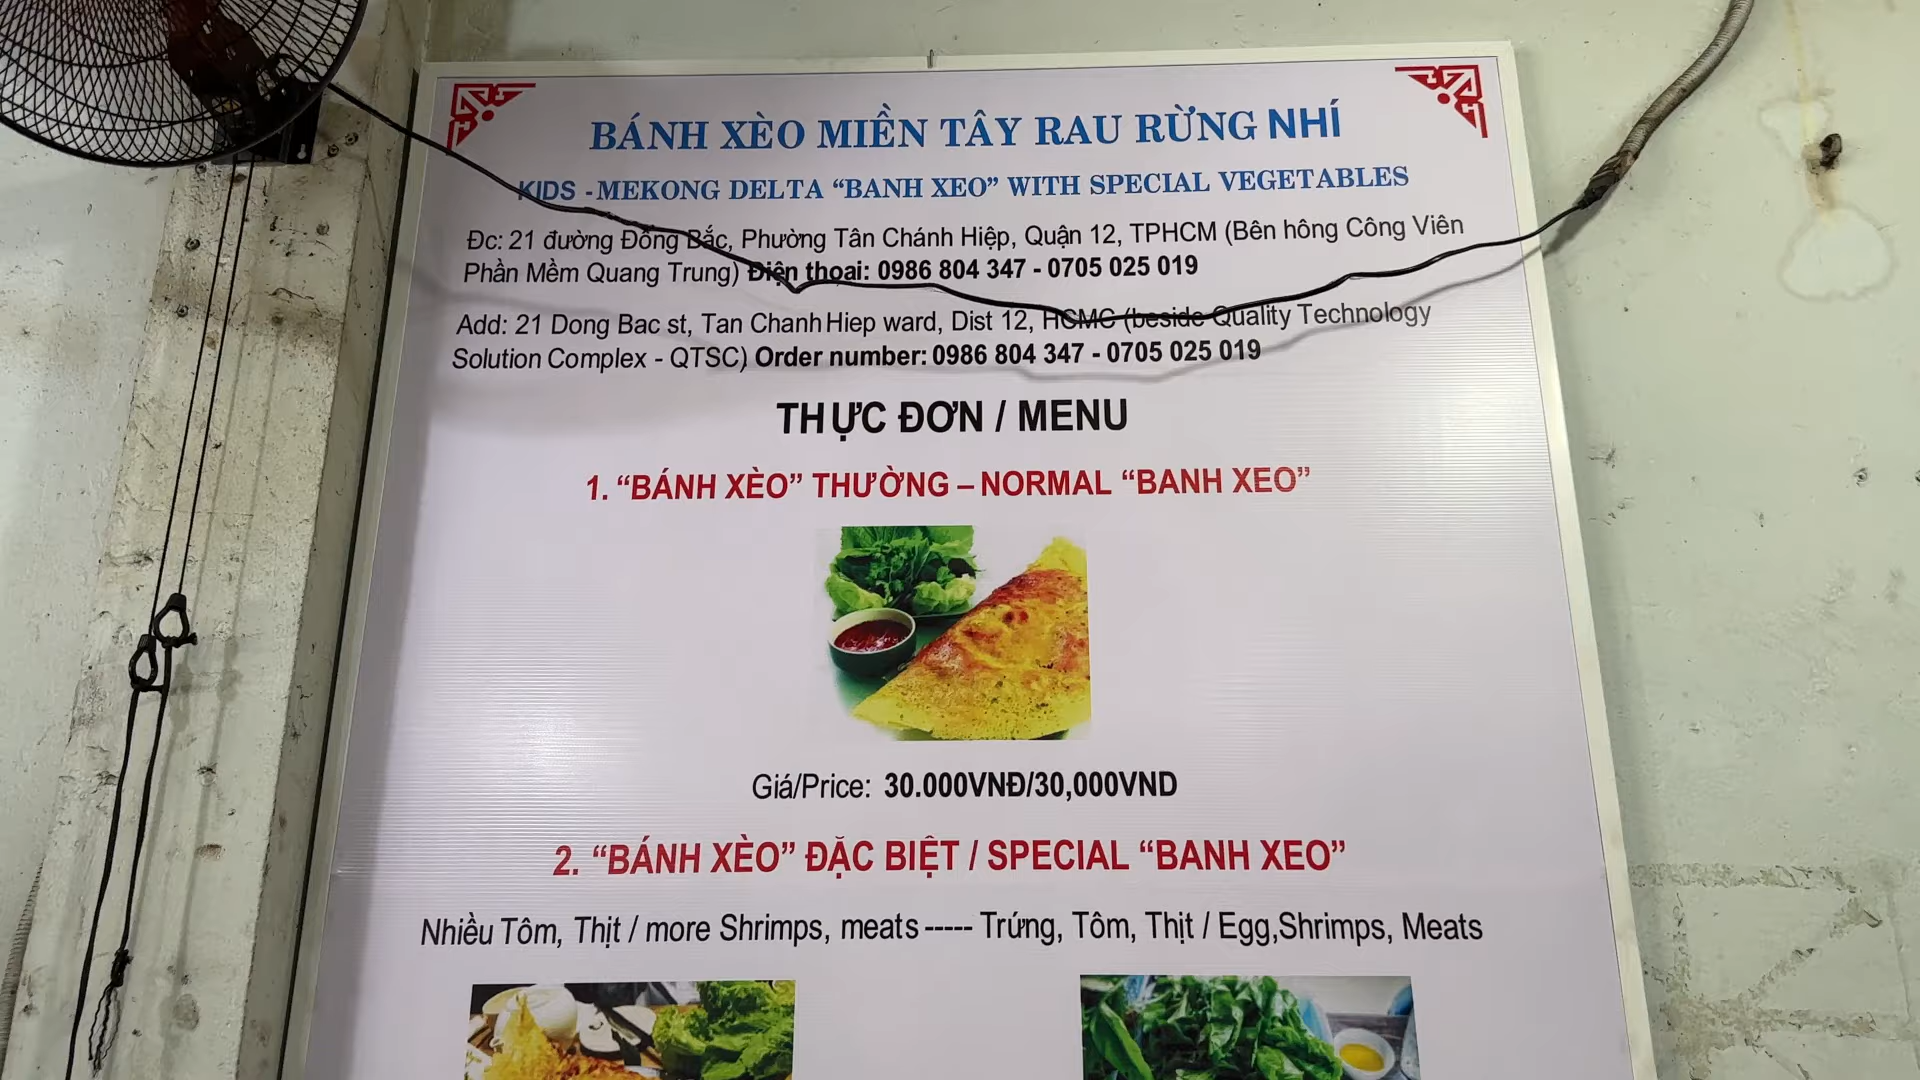 BÁNH XÈO MIỀN TÂY RAU RỪNG NHÍ
KIDS - MEKONG DELTA “BANH XEO” WITH SPECIAL VEGETABLES
Đc: 21 đường Đông Bắc, Phường Tân Chánh Hiệp, Quận 12, TPHCM (Bên hông Công Viên
Phần Mềm Quang Trung) Điện thoại: 0986 804 347 - 0705 025 019
Add: 21 Dong Bac st, Tan Chanh Hiep ward, Dist 12, HCMC (beside Quality Technology
Solution Complex - QTSC) Order number: 0986 804 347 - 0705 025 019
THỰC ĐƠN / MENU
1. “BÁNH XÈO” THƯỜNG – NORMAL “BANH XEO”
Giá/Price: 30.000VNĐ/30,000VND
2. “BÁNH XÈO” ĐẶC BIỆT / SPECIAL “BANH XEO”
Nhiều Tôm, Thịt / more Shrimps, meats ----- Trứng, Tôm, Thịt / Egg,Shrimps, Meats